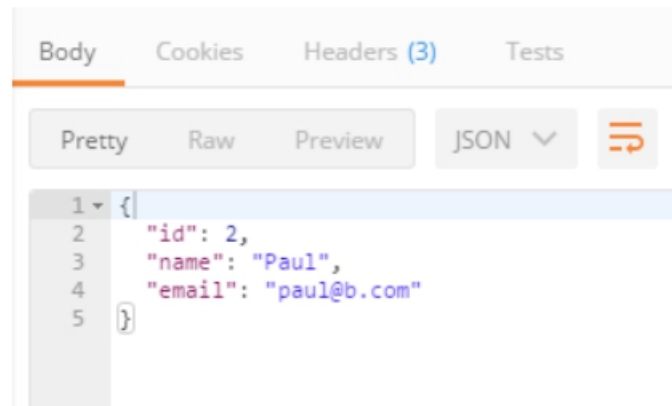 Body Cookies Headers (3) Tests
Pretty Raw Preview JSON
1 {
2 "id": 2,
3 "name": "Paul",
4 "email": "paul@b.com"
5 }